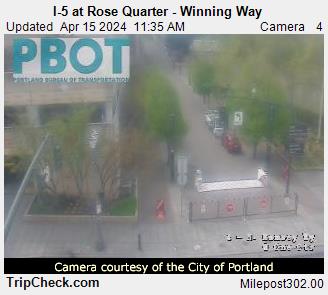 I-5 at Rose Quarter - Winning Way
Updated Apr 15 2024 11:35 AM Camera 4
PBOT
PORTLAND BUREAU OF TRANSPORTATION
Camera courtesy of the City of Portland
TripCheck.com Milepost302.00